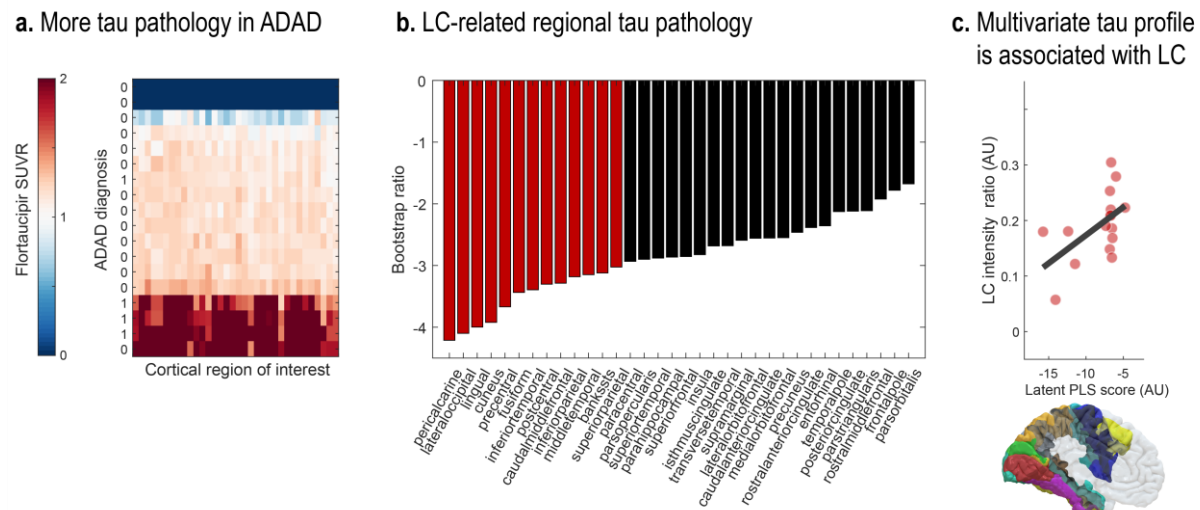 a. More tau pathology in ADAD
Flortaucipir SUVR
2
1
0
ADAD diagnosis
0
0
0
0
0
0
1
0
0
0
0
0
0
0
1
1
1
0
Cortical region of interest
b. LC-related regional tau pathology
Bootstrap ratio
0
-1
-2
-3
-4
pericalcarine
lateraloccipital
lingual
cuneus
precentral
fusiform
inferiortemporal
postcentral
caudalmiddlefrontal
inferiorparietal
middletemporal
bankssts
superiorparietal
paracentral
parsopercularis
superiortemporal
parahippocampal
superiorfrontal
insula
isthmuscingulate
transversetemporal
supramarginal
lateralorbitofrontal
caudalanteriorcingulate
medialorbitofrontal
precuneus
rostralanteriorcingulate
entorhinal
temporalpole
posteriorcingulate
parstriangularis
rostralmiddlefrontal
frontalpole
parsorbitalis
c. Multivariate tau profile
is associated with LC
LC intensity ratio (AU)
0.3
0.2
0.1
0
-15
-10
-5
Latent PLS score (AU)